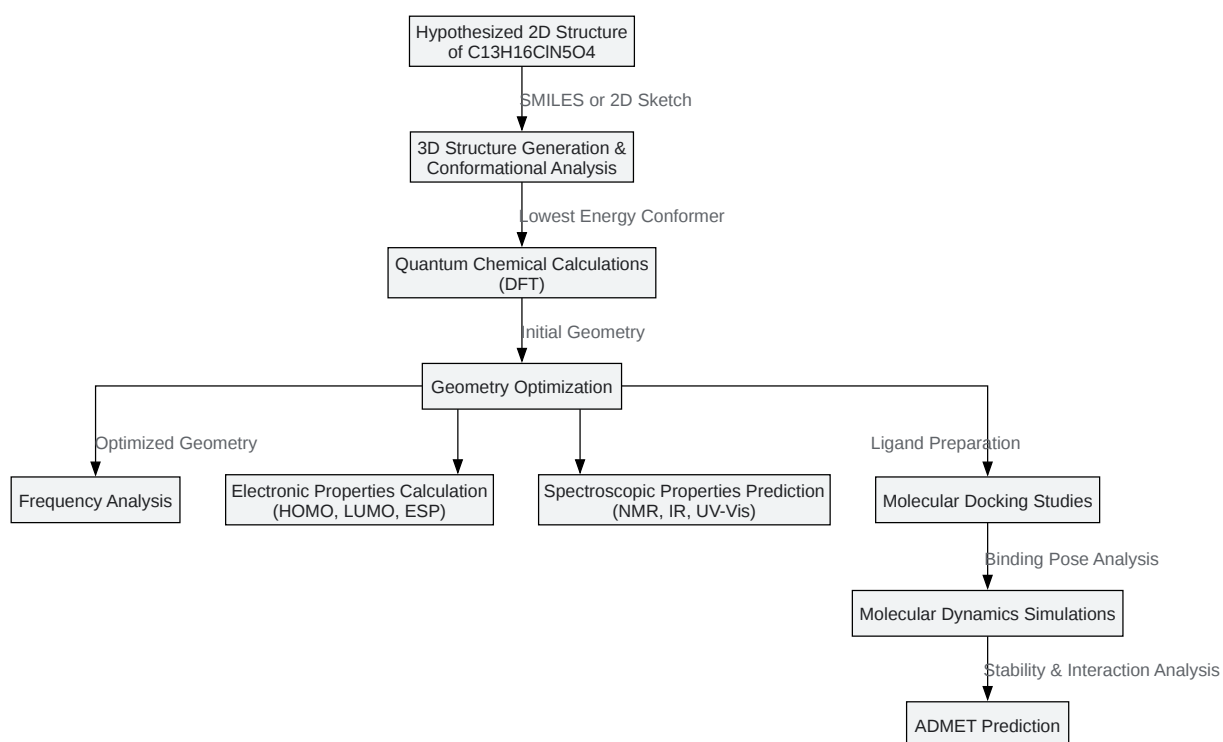 Hypothesized 2D Structure
of C13H16ClN5O4
SMILES or 2D Sketch
3D Structure Generation &
Conformational Analysis
Lowest Energy Conformer
Quantum Chemical Calculations
(DFT)
Initial Geometry
Geometry Optimization
Optimized Geometry
Ligand Preparation
Frequency Analysis
Electronic Properties Calculation
(HOMO, LUMO, ESP)
Spectroscopic Properties Prediction
(NMR, IR, UV-Vis)
Molecular Docking Studies
Binding Pose Analysis
Molecular Dynamics Simulations
Stability & Interaction Analysis
ADMET Prediction